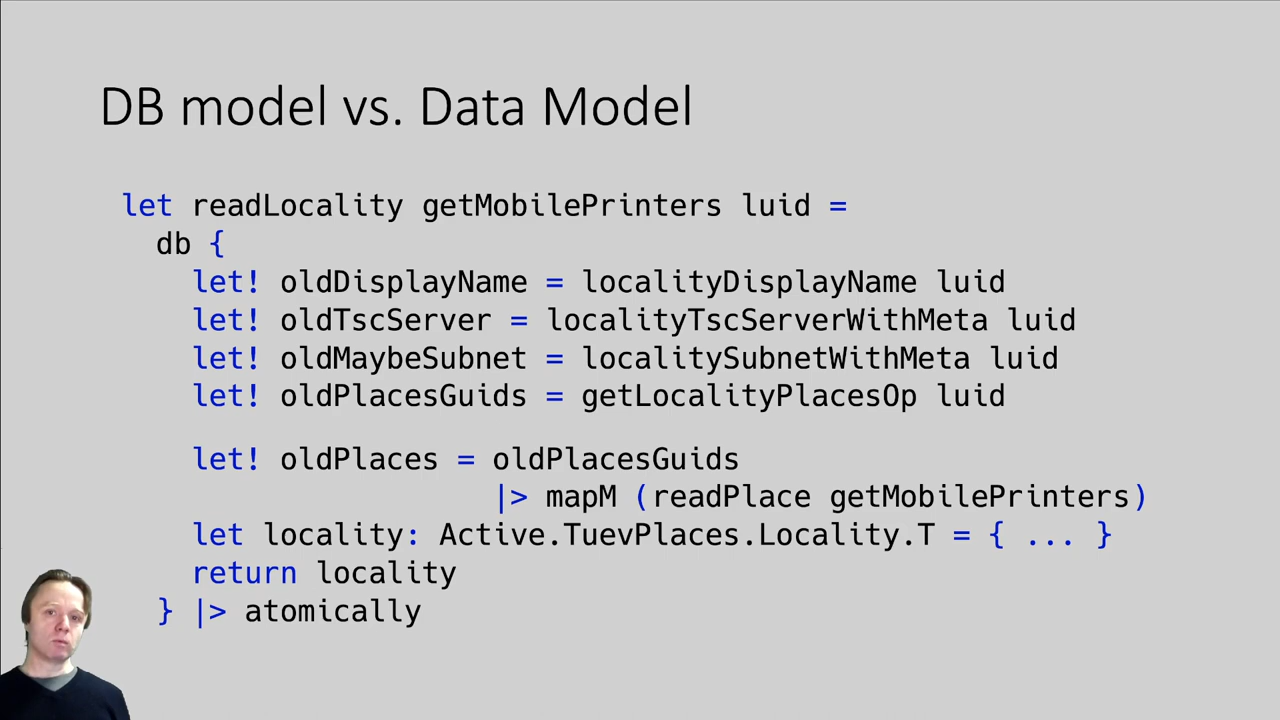 DB model vs. Data Model
let readLocality getMobilePrinters luid =
db {
let! oldDisplayName = localityDisplayName luid
let! oldTscServer = localityTscServerWithMeta luid
let! oldMaybeSubnet = localitySubnetWithMeta luid
let! oldPlacesGuids = getLocalityPlacesOp luid
let! oldPlaces = oldPlacesGuids
|> mapM (readPlace getMobilePrinters)
let locality: Active.TuevPlaces.Locality.T = { ... }
return locality
} |> atomically